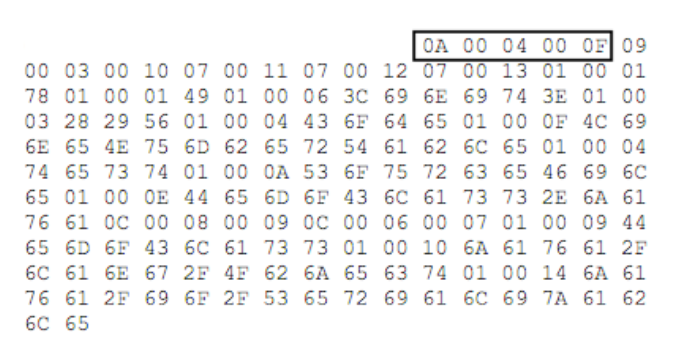 0A 00 04 00 0F 09
00 03 00 10 07 00 11 07 00 12 07 00 13 01 00 01
78 01 00 01 49 01 00 06 3C 69 6E 69 74 3E 01 00
03 28 29 56 01 00 04 43 6F 64 65 01 00 0F 4C 69
6E 65 4E 75 6D 62 65 72 54 61 62 6C 65 01 00 04
74 65 73 74 01 00 0A 53 6F 75 72 63 65 46 69 6C
65 01 00 0E 44 65 6D 6F 43 6C 61 73 73 2E 6A 61
76 61 0C 00 08 00 09 0C 00 06 00 07 01 00 09 44
65 6D 6F 43 6C 61 73 73 01 00 10 6A 61 76 61 2F
6C 61 6E 67 2F 4F 62 6A 65 63 74 01 00 14 6A 61
76 61 2F 69 6F 2F 53 65 72 69 61 6C 69 7A 61 62
6C 65